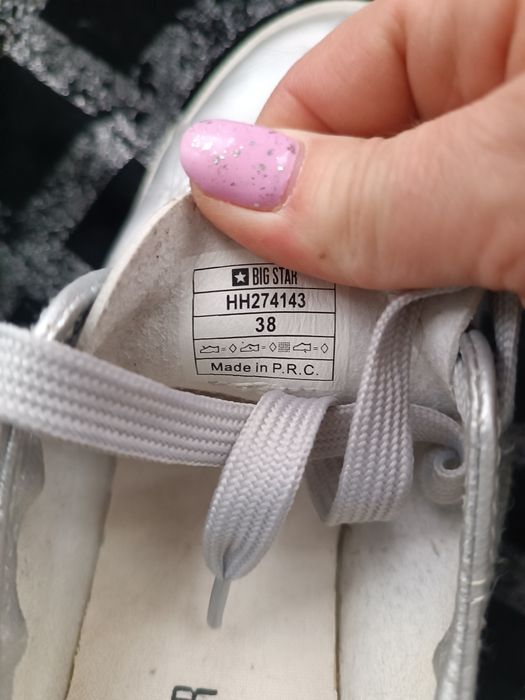 BIG STAR
HH274143
38
Made in P.R.C.